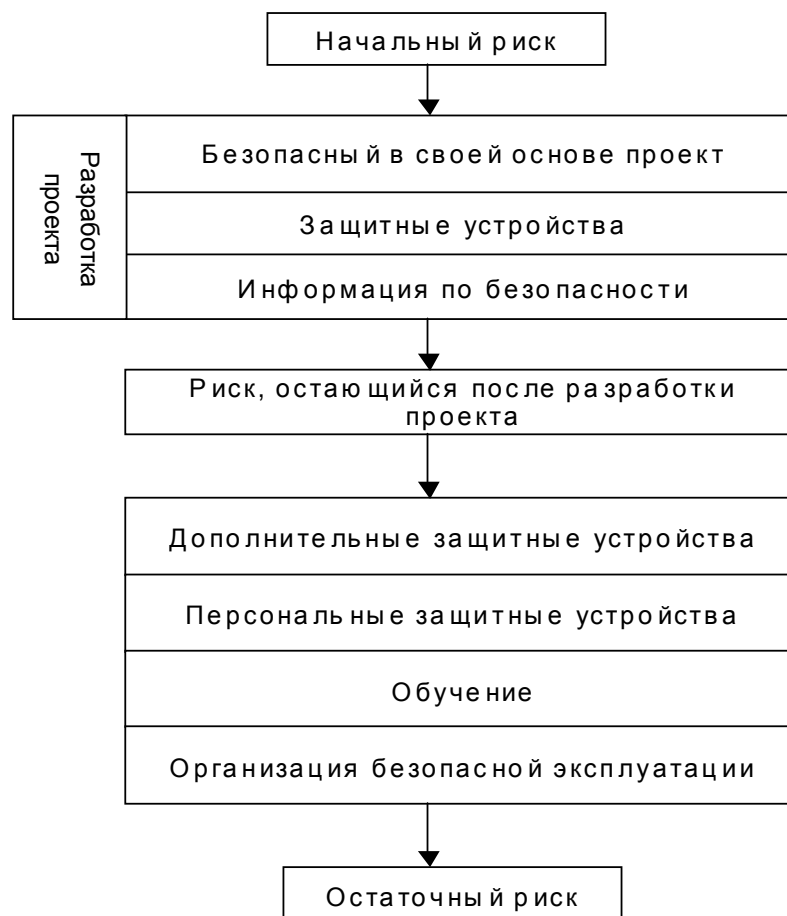 Начальный риск
Разработка
проекта
Безопасный в своей основе проект
Защитные устройства
Информация по безопасности
Риск, остающийся после разработки
проекта
Дополнительные защитные устройства
Персональные защитные устройства
Обучение
Организация безопасной эксплуатации
Остаточный риск